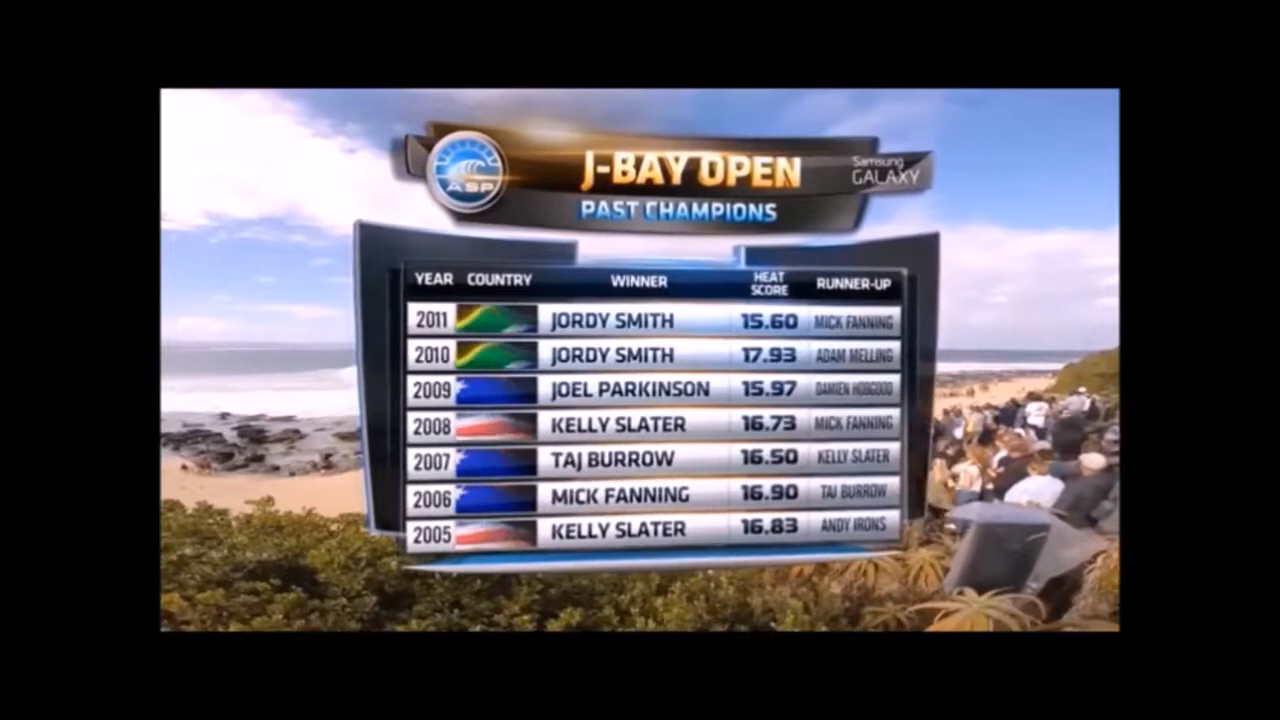 ASP
J-BAY OPEN
Samsung
GALAXY
PAST CHAMPIONS
YEAR COUNTRY WINNER HEAT SCORE RUNNER-UP
2011 JORDY SMITH 15.60 MICK FANNING
2010 JORDY SMITH 17.93 ADAM MELLING
2009 JOEL PARKINSON 15.97 DAMIEN HOBGOOD
2008 KELLY SLATER 16.73 MICK FANNING
2007 TAJ BURROW 16.50 KELLY SLATER
2006 MICK FANNING 16.90 TAJ BURROW
2005 KELLY SLATER 16.83 ANDY IRONS